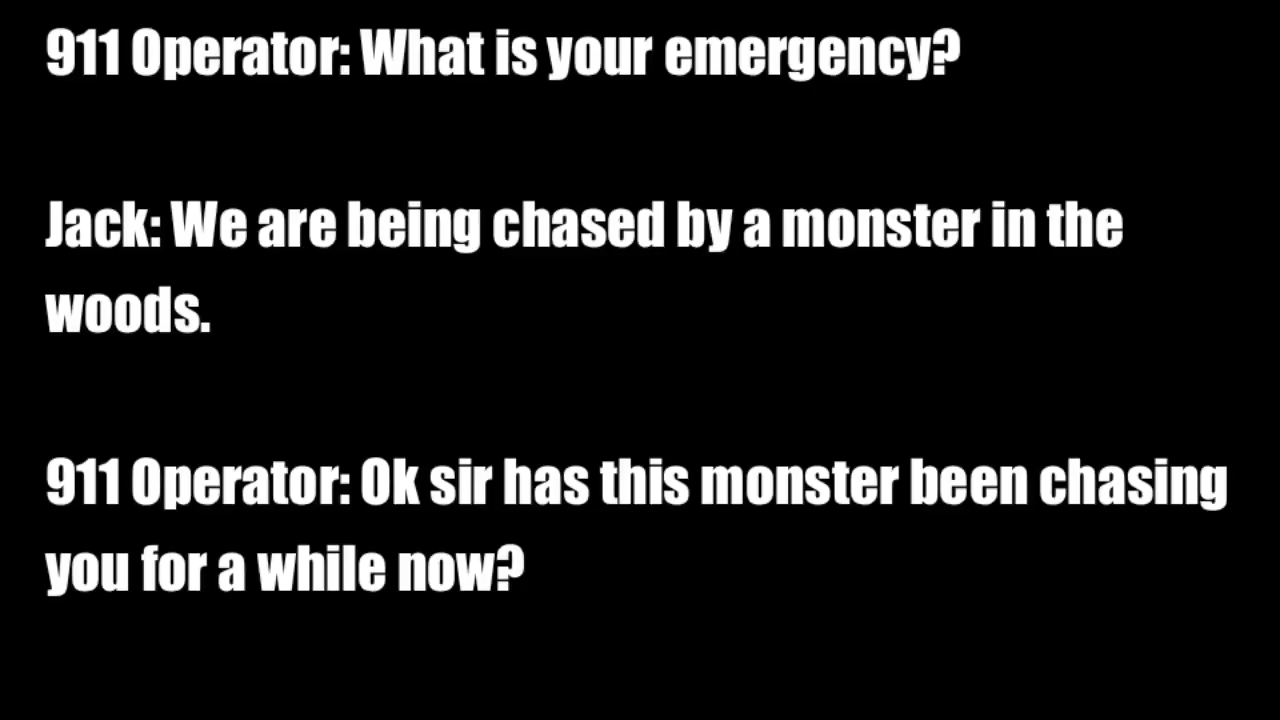 911 Operator: What is your emergency?
Jack: We are being chased by a monster in the
woods.
911 Operator: Ok sir has this monster been chasing
you for a while now?